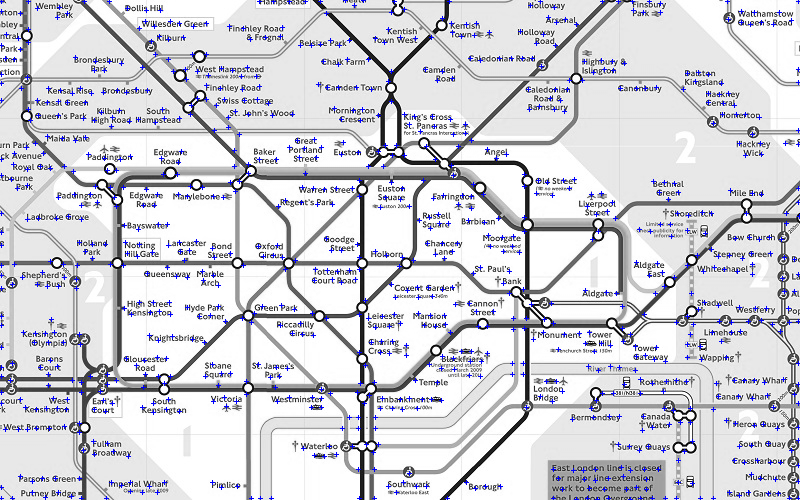 Wembley
Park
Dollis Hill
Willesden Green
Kilburn
Hampstead
Finchley Road
& Frognal
Belsize Park
Kentish
Town West
Kentish
Town
Holloway
Arsenal
Holloway
Road
Finsbury
Park
Walthamstow
Queen's Road
West Hampstead
Chalk Farm
Highbury &
Islington
Brondesbury
Park
Brondesbury
Finchley Road
Camden Town
Camden
Road
Caledonian Road
Caledonian
Road &
Barnsbury
Canonbury
Dalston
Kingsland
Hackney
Central
Homerton
Hackney
Wick
Kensal Rise
Kensal Green
Queen's Park
Kilburn
High Road
South
Hampstead
Swiss Cottage
St. John's Wood
Mornington
Crescent
King's Cross
St. Pancras
Maida Vale
Paddington
Edgware
Road
Baker
Street
Great
Portland
Street
Euston
Angel
2
Royal Oak
Paddington
Edgware
Road
Marylebone
Warren Street
Regent's Park
Euston
Square
Farringdon
Barbican
Old Street
Liverpool
Street
Bethnal
Green
Mile End
Shoreditch
Ladbroke Grove
Bayswater
Russell
Square
Moorgate
Bow Church
Holland
Park
Notting
Hill Gate
Lancaster
Gate
Bond
Street
Oxford
Circus
Goodge
Street
Holborn
Chancery
Lane
Stepney Green
Whitechapel
Aldgate
East
Shepherd's
Bush
2
Queensway
Marble
Arch
Tottenham
Court Road
St. Paul's
Bank
Aldgate
2
High Street
Kensington
Hyde Park
Corner
Green Park
Covent Garden
Leicester
Square
Cannon
Street
Mansion
House
Shadwell
Westferry
Limehouse
Kensington
(Olympia)
Knightsbridge
Piccadilly
Circus
Charing
Cross
Monument
Tower
Hill
Tower
Gateway
Wapping
Barons
Court
Gloucester
Road
Sloane
Square
St. James's
Park
Blackfriars
Temple
River Thames
West
Kensington
Earl's
Court
South
Kensington
Victoria
Westminster
Embankment
London
Bridge
Rotherhithe
Canary Wharf
Canary Wharf
West Brompton
Bermondsey
Canada
Water
Heron Quays
Fulham
Broadway
1
Waterloo
Surrey Quays
2
South Quay
Crossharbour
Mudchute
Parsons Green
Putney Bridge
Imperial Wharf
Pimlico
Southwark
Borough
East London line is closed
for major line extension
work to become part of
the London Overground